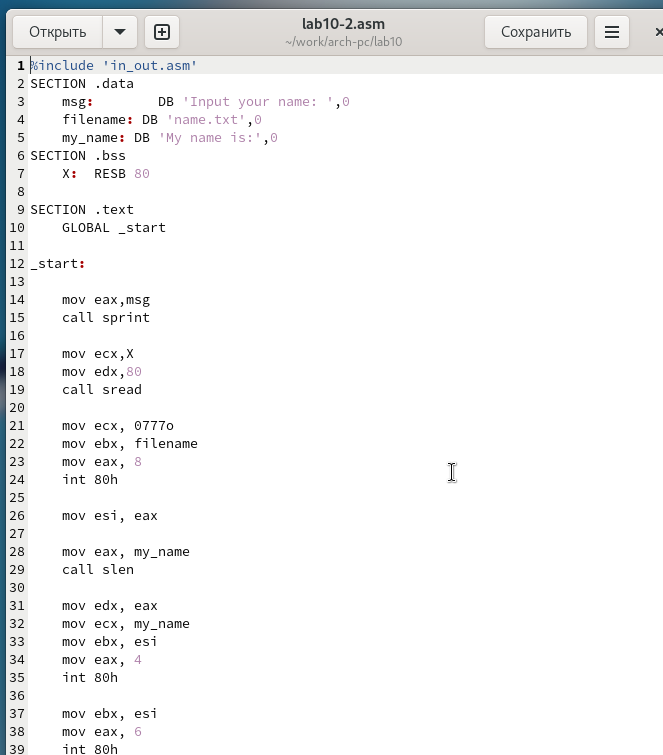 Открыть
lab10-2.asm
~/work/arch-pc/lab10
Сохранить
1 %include 'in_out.asm'
2 SECTION .data
3     msg:        DB 'Input your name: ',0
4     filename: DB 'name.txt',0
5     my_name: DB 'My name is:',0
6 SECTION .bss
7     X:  RESB 80
8
9 SECTION .text
10     GLOBAL _start
11
12 _start:
13
14     mov eax,msg
15     call sprint
16
17     mov ecx,X
18     mov edx,80
19     call sread
20
21     mov ecx, 0777o
22     mov ebx, filename
23     mov eax, 8
24     int 80h
25
26     mov esi, eax
27
28     mov eax, my_name
29     call slen
30
31     mov edx, eax
32     mov ecx, my_name
33     mov ebx, esi
34     mov eax, 4
35     int 80h
36
37     mov ebx, esi
38     mov eax, 6
39     int 80h